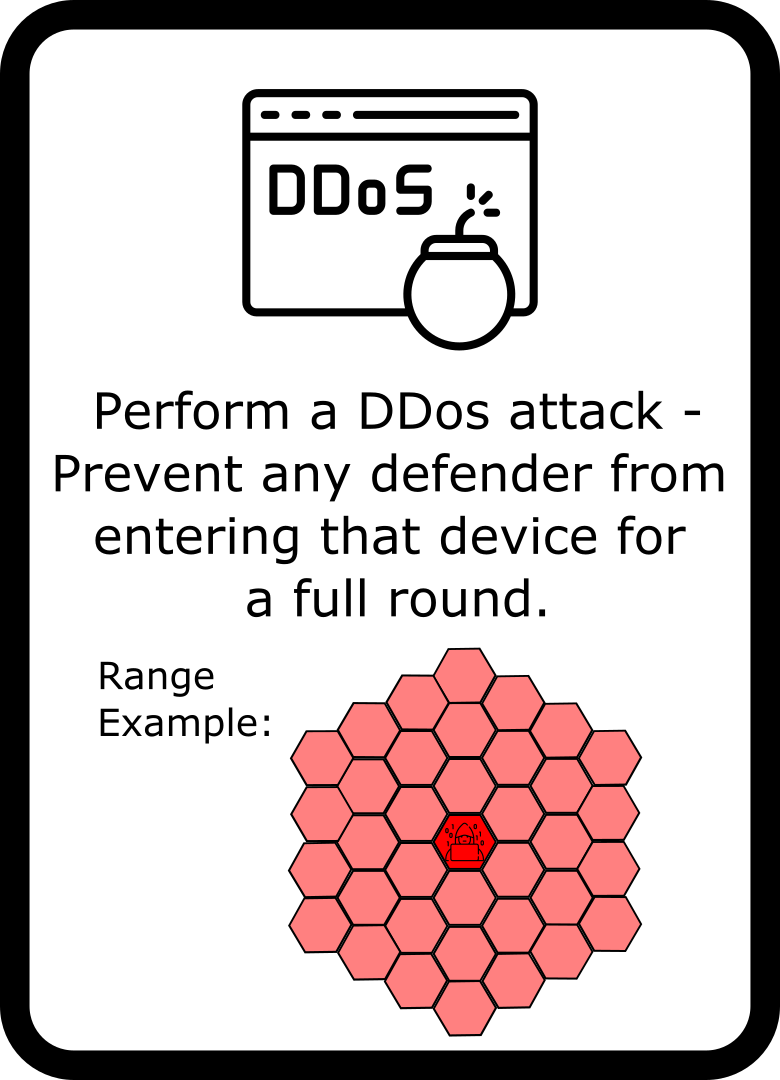 DDoS
Perform a DDos attack -
Prevent any defender from
entering that device for
a full round.
Range
Example: